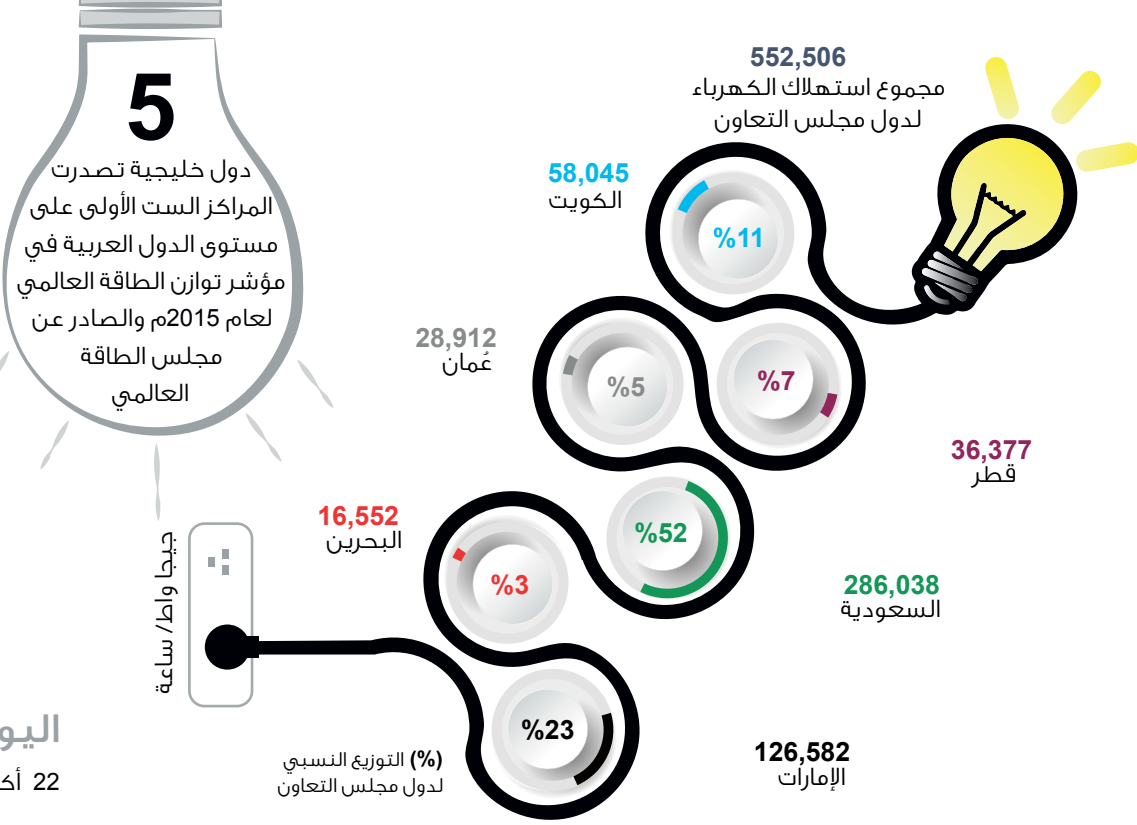 5
دول خليجية تصدرت
المراكز الست الأولى على
مستوى الدول العربية في
مؤشر توازن الطاقة العالمي
لعام 2015م والصادر عن
مجلس الطاقة
العالمي
552,506
مجموع استهلاك الكهرباء
لدول مجلس التعاون
58,045
الكويت
%11
28,912
عُمان
%5
%7
36,377
قطر
16,552
البحرين
%3
%52
286,038
السعودية
جيجا واط/ ساعة
%23
126,582
الإمارات
(%) التوزيع النسبي
لدول مجلس التعاون
22